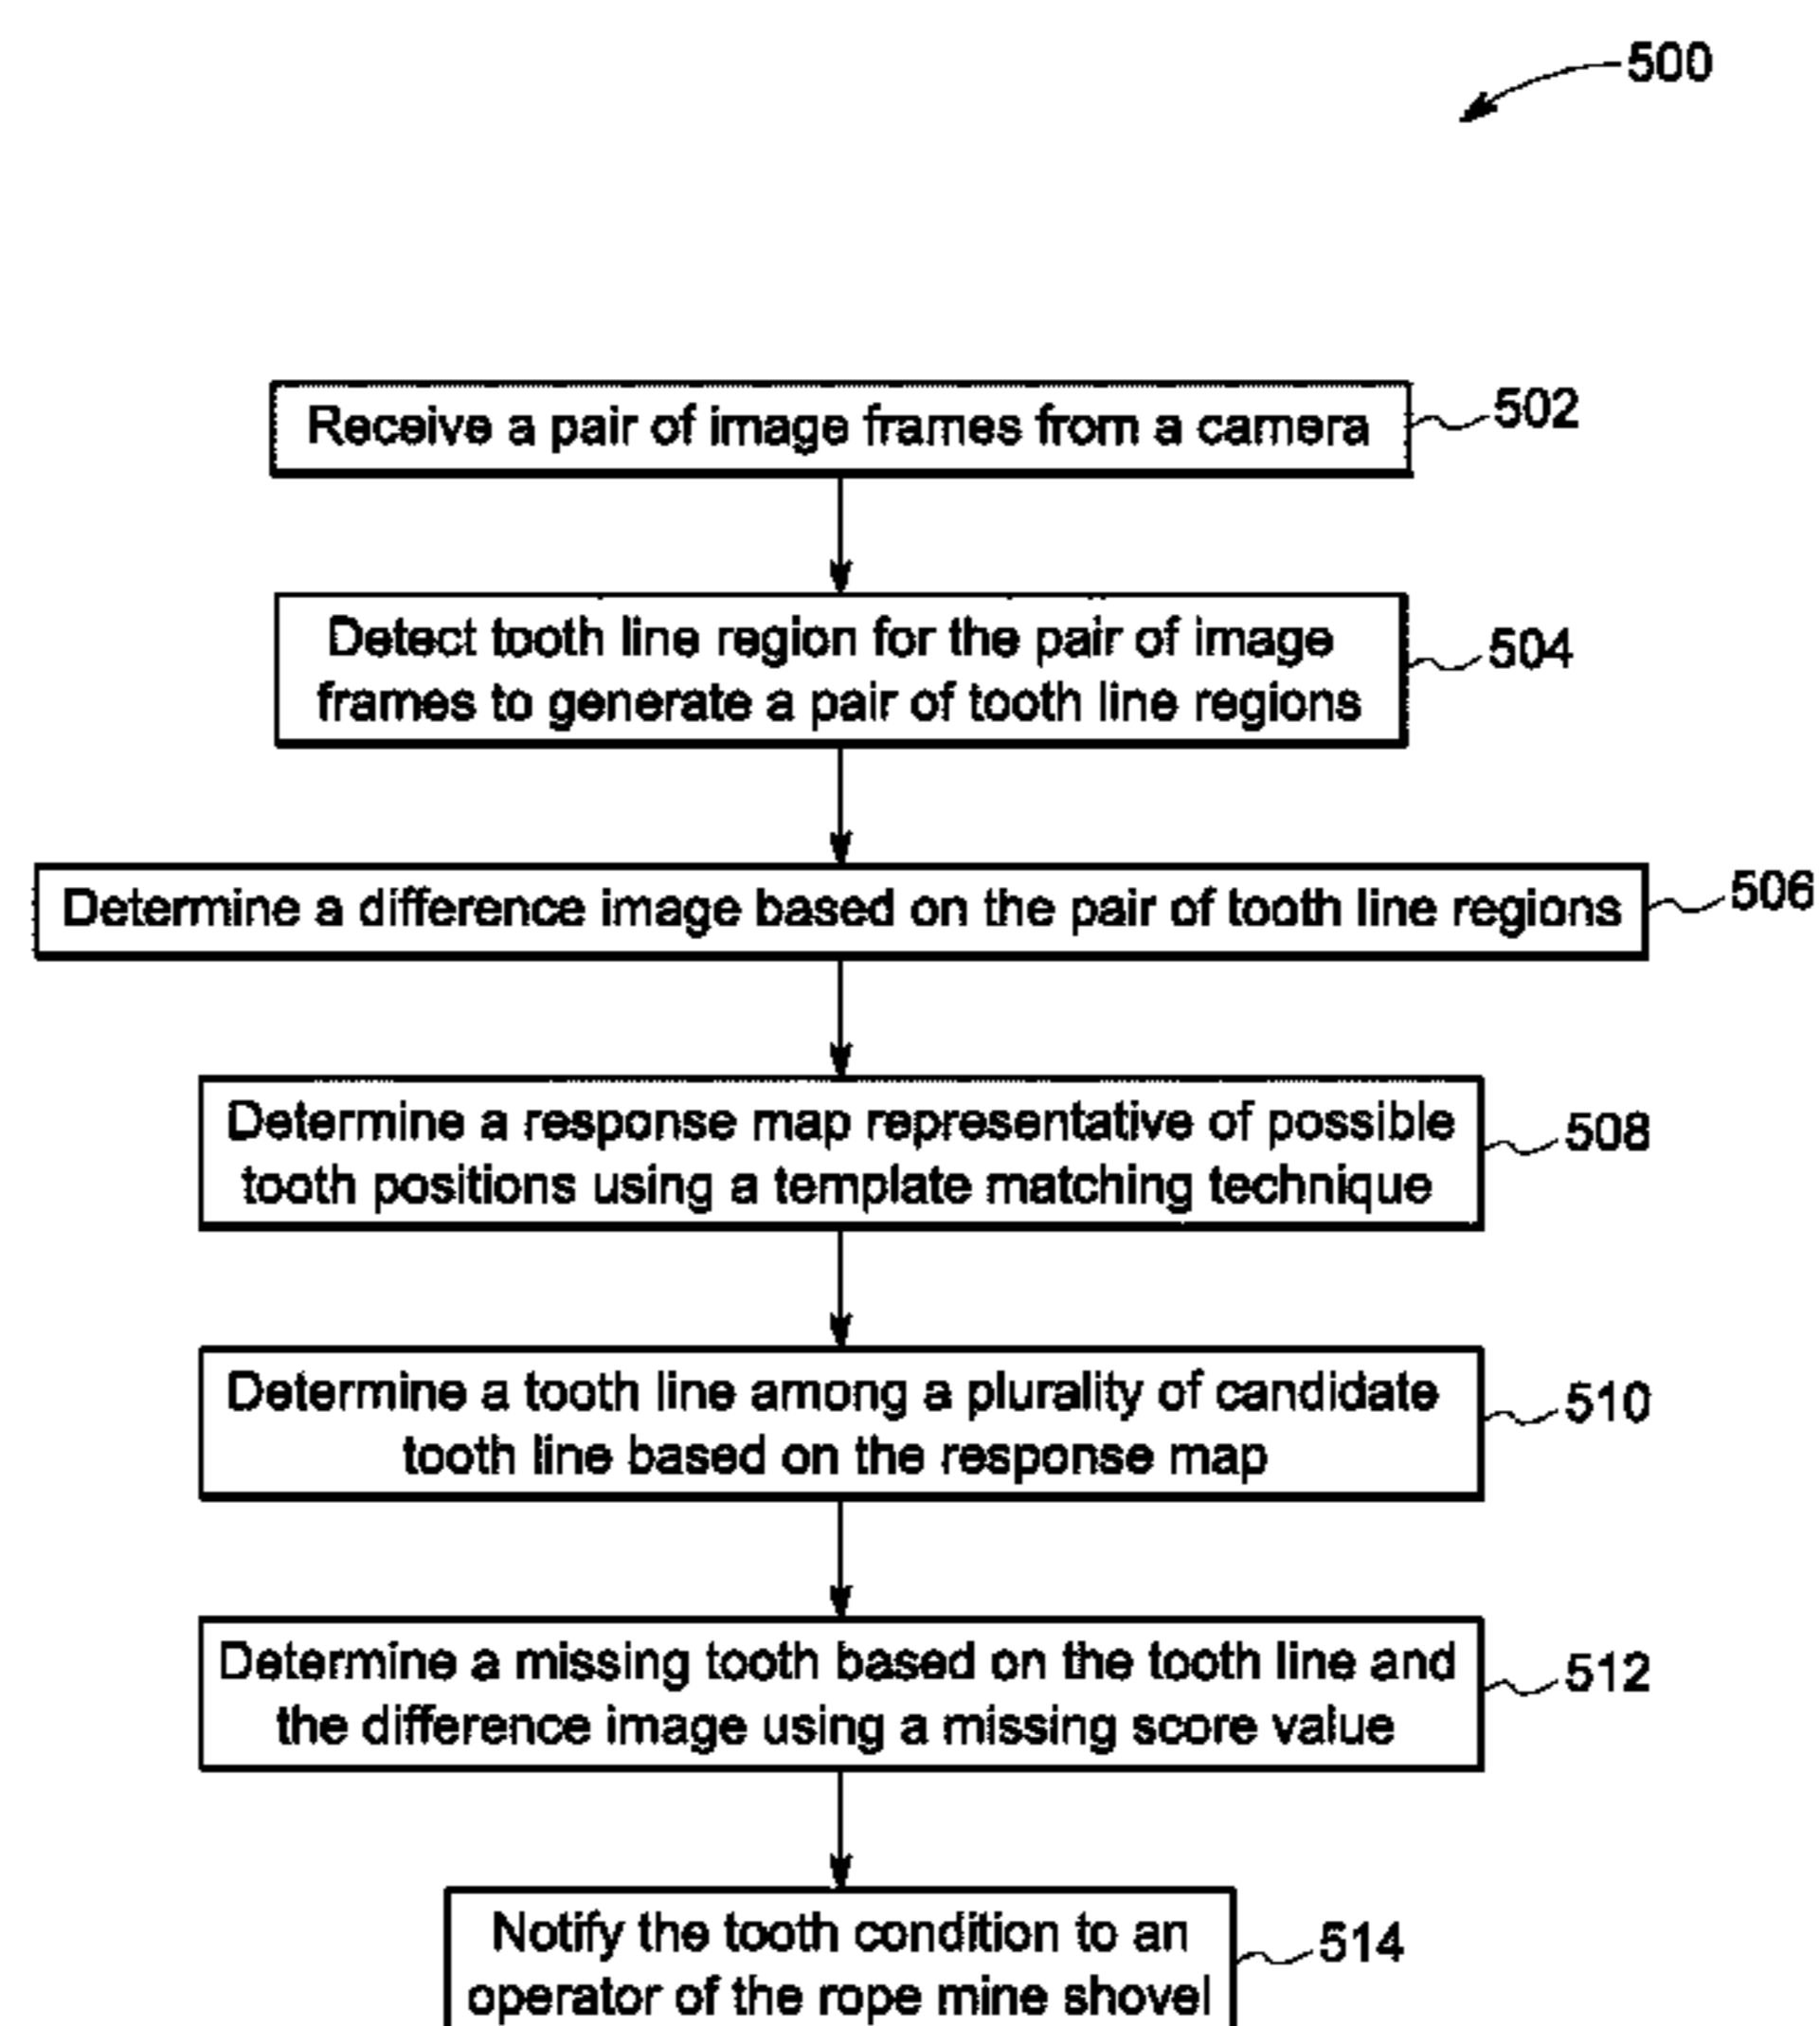 500
Receive a pair of image frames from a camera
502
Detect tooth line region for the pair of image
frames to generate a pair of tooth line regions
504
Determine a difference image based on the pair of tooth line regions
506
Determine a response map representative of possible
tooth positions using a template matching technique
508
Determine a tooth line among a plurality of candidate
tooth line based on the response map
510
Determine a missing tooth based on the tooth line and
the difference image using a missing score value
512
Notify the tooth condition to an
operator of the rope mine shovel
514